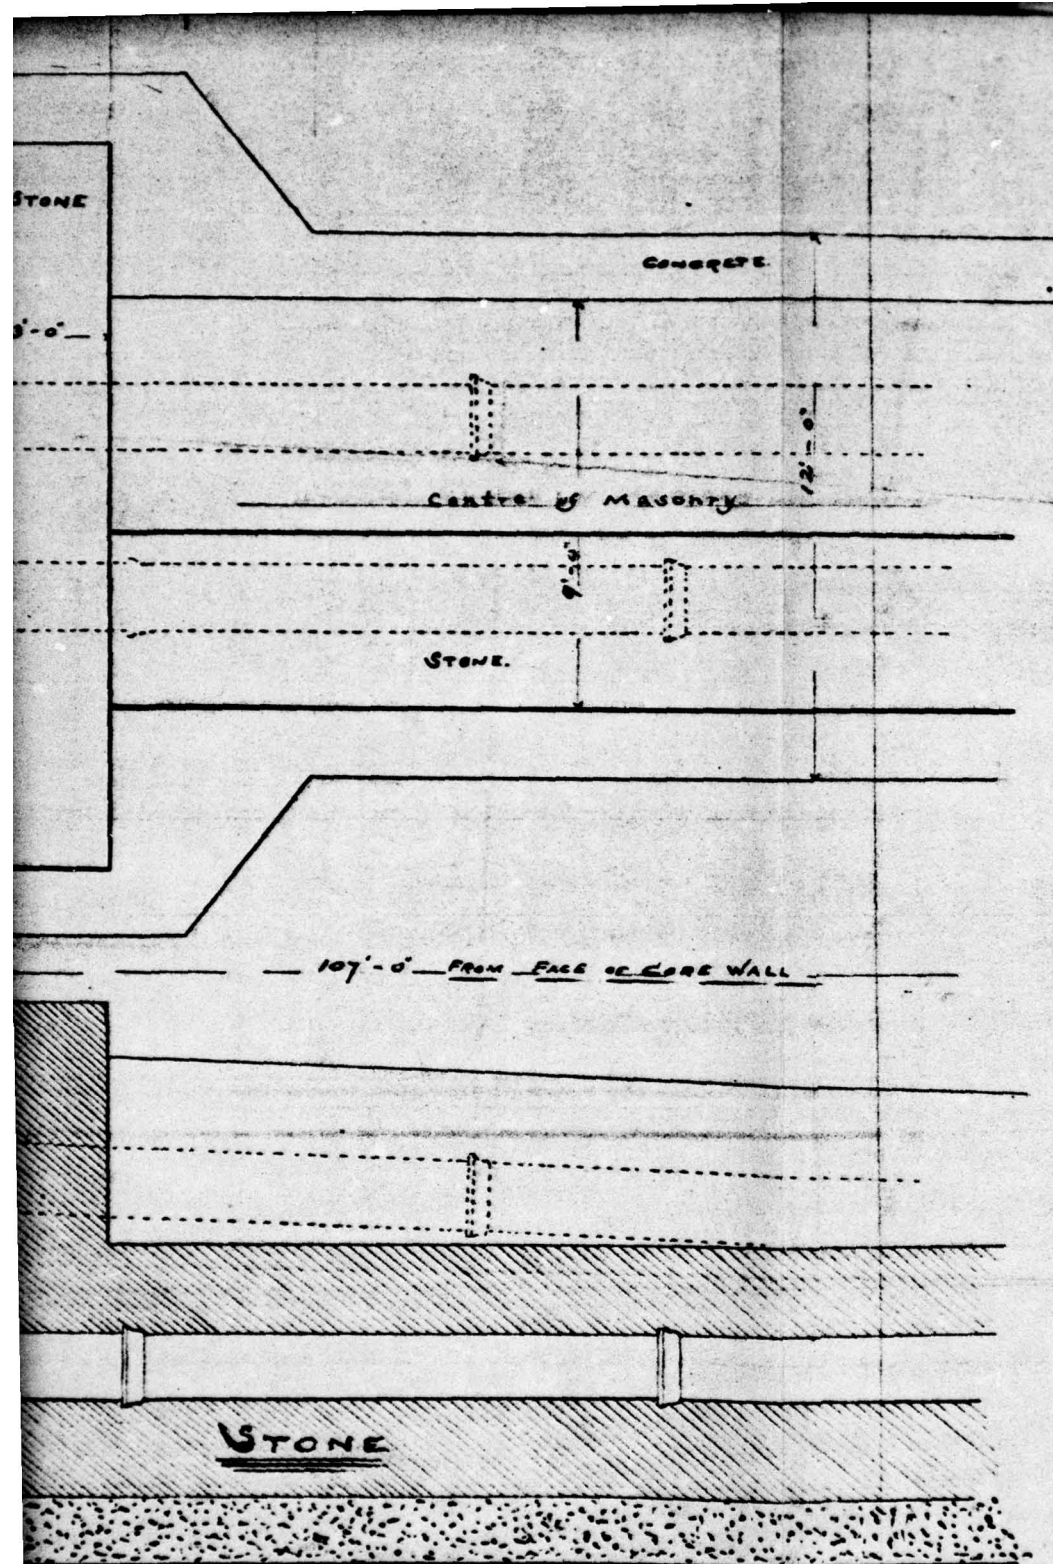 STONE
CONCRETE.
3'-0"
12'-0"
Centre of Masonry
9'-0"
STONE.
107'-0" FROM FACE OF CORE WALL
STONE